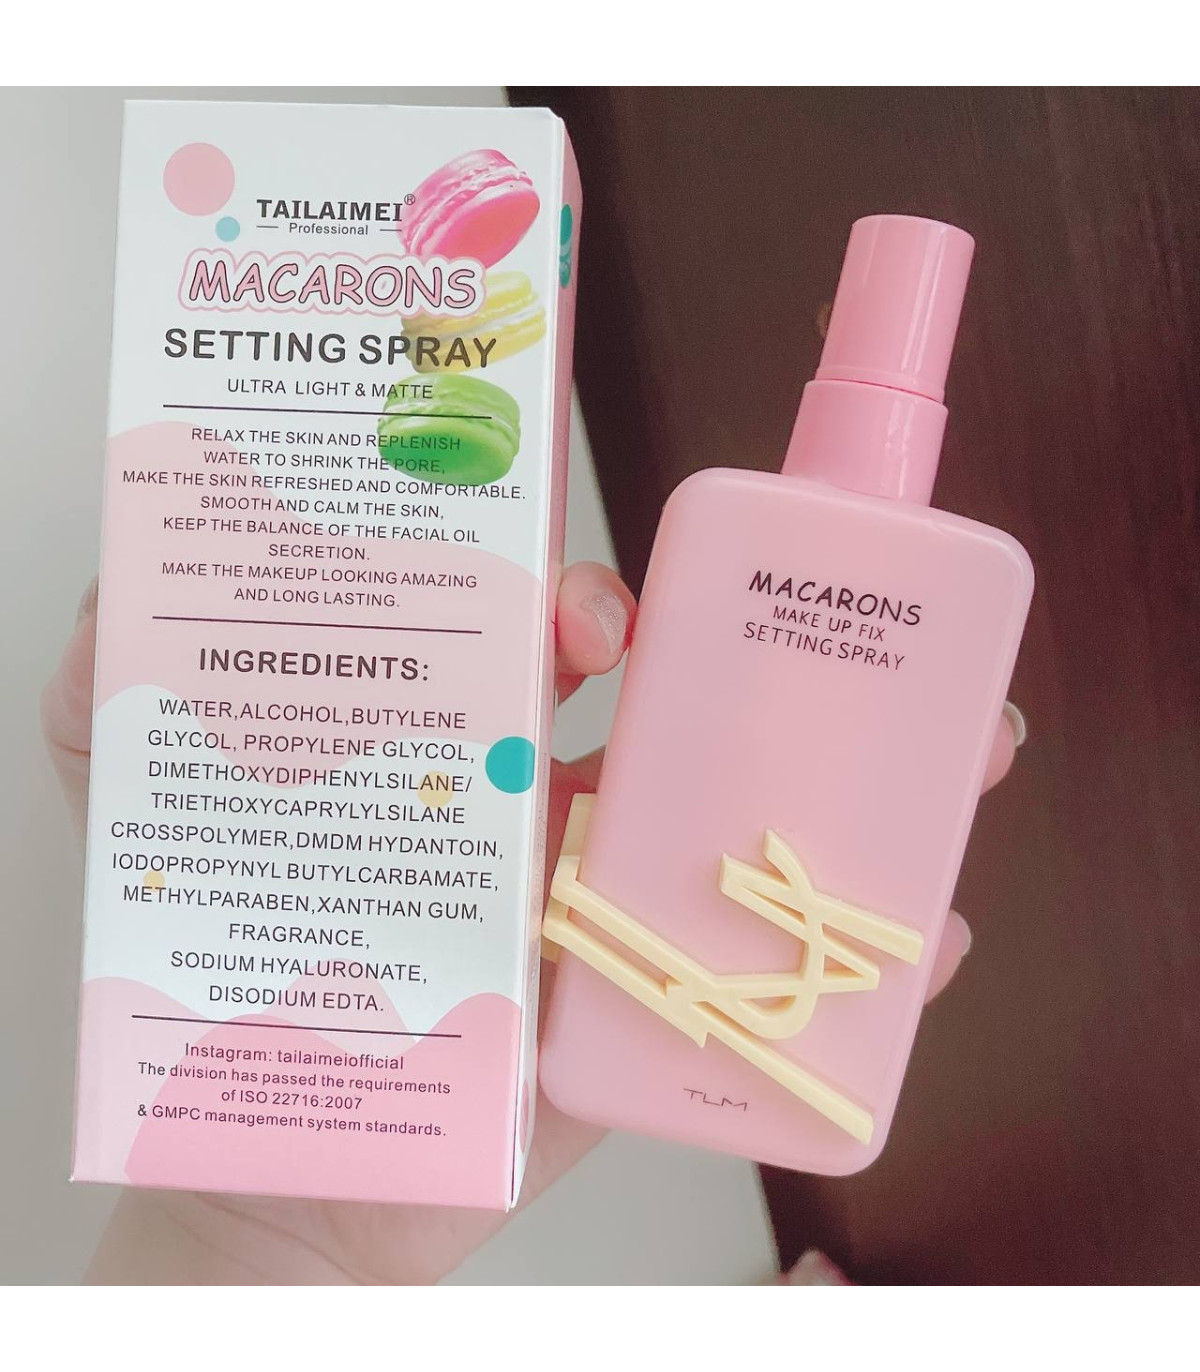 TAILAIMEI®
Professional
MACARONS
SETTING SPRAY
ULTRA LIGHT & MATTE
RELAX THE SKIN AND REPLENISH
WATER TO SHRINK THE PORE,
MAKE THE SKIN REFRESHED AND COMFORTABLE.
SMOOTH AND CALM THE SKIN,
KEEP THE BALANCE OF THE FACIAL OIL
SECRETION.
MAKE THE MAKEUP LOOKING AMAZING
AND LONG LASTING.
INGREDIENTS:
WATER,ALCOHOL,BUTYLENE
GLYCOL, PROPYLENE GLYCOL,
DIMETHOXYDIPHENYLSILANE/
TRIETHOXYCAPRYLYLSILANE
CROSSPOLYMER,DMDM HYDANTOIN,
IODOPROPYNYL BUTYLCARBAMATE,
METHYLPARABEN,XANTHAN GUM,
FRAGRANCE,
SODIUM HYALURONATE,
DISODIUM EDTA.
Instagram: tailaimeiofficial
The division has passed the requirements
of ISO 22716:2007
& GMPC management system standards.
MACARONS
MAKE UP FIX
SETTING SPRAY
TLM